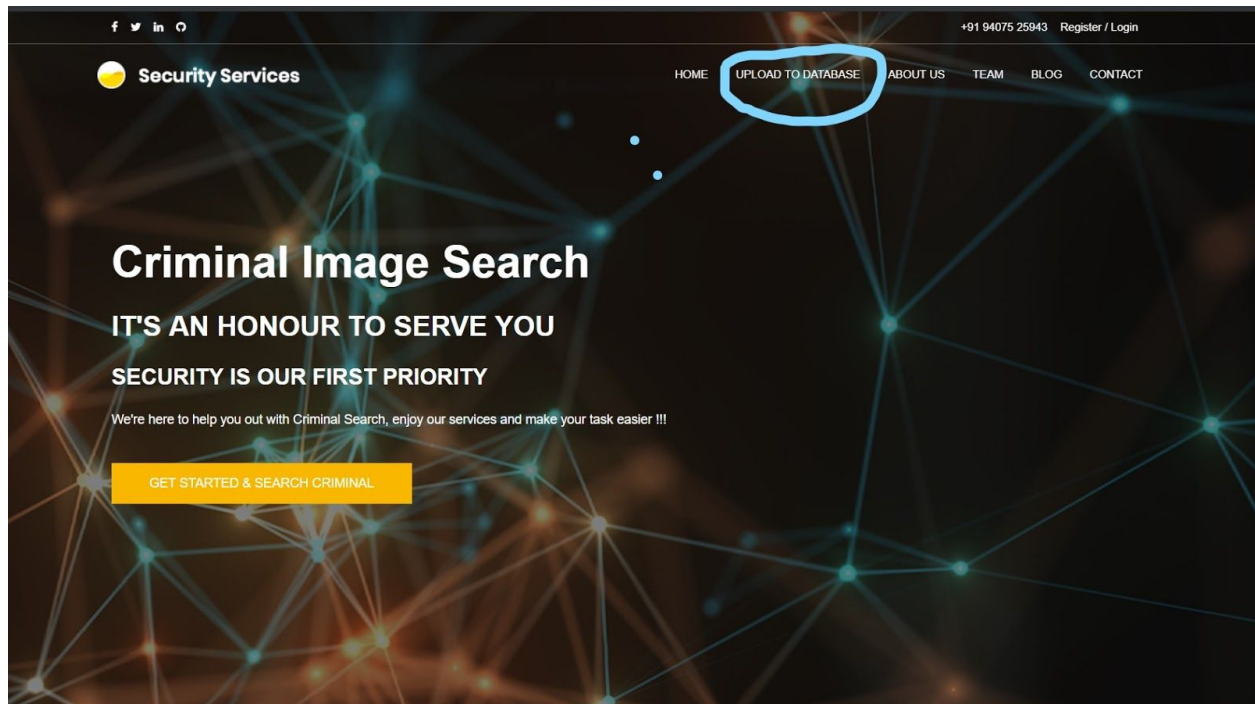 +91 94075 25943 Register / Login
Security Services
HOME UPLOAD TO DATABASE ABOUT US TEAM BLOG CONTACT
Criminal Image Search
IT'S AN HONOUR TO SERVE YOU
SECURITY IS OUR FIRST PRIORITY
We're here to help you out with Criminal Search, enjoy our services and make your task easier !!!
GET STARTED & SEARCH CRIMINAL